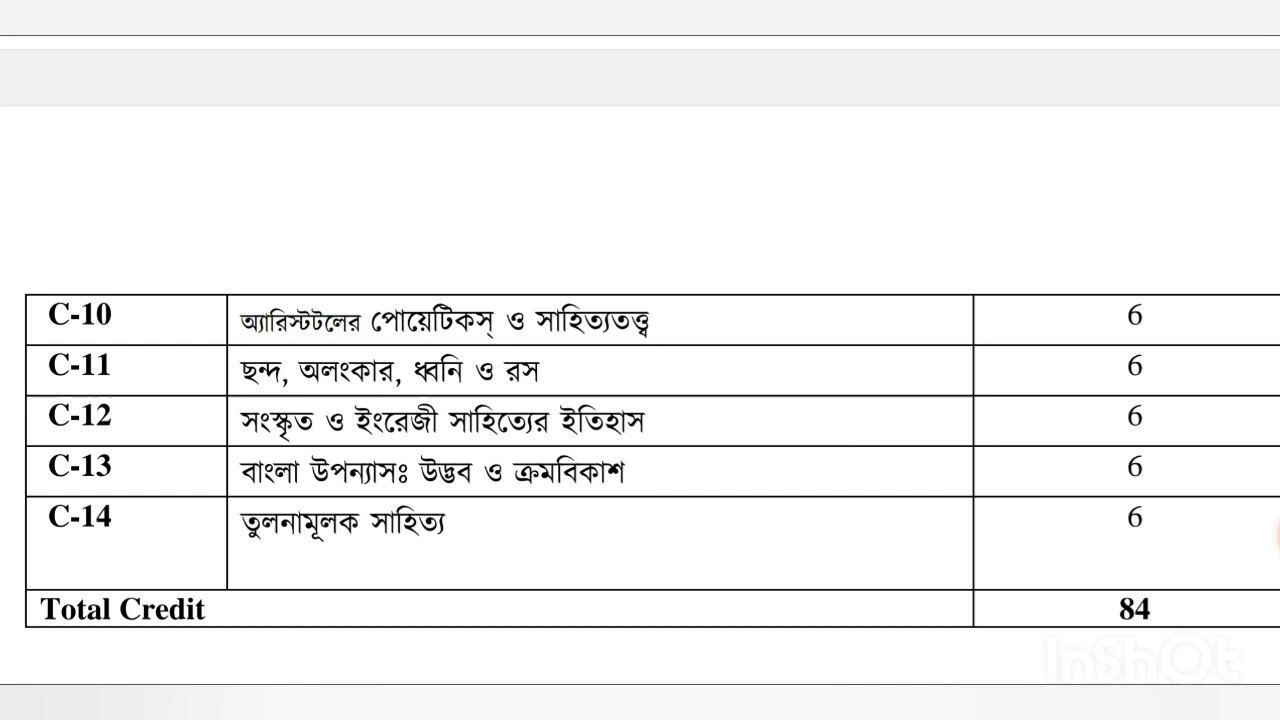 C-10 অ্যারিস্টটলের পোয়েটিকস্ ও সাহিত্যতত্ত্ব 6
C-11 ছন্দ, অলংকার, ধ্বনি ও রস 6
C-12 সংস্কৃত ও ইংরেজী সাহিত্যের ইতিহাস 6
C-13 বাংলা উপন্যাসঃ উদ্ভব ও ক্রমবিকাশ 6
C-14 তুলনামূলক সাহিত্য 6
Total Credit 84
InShOt